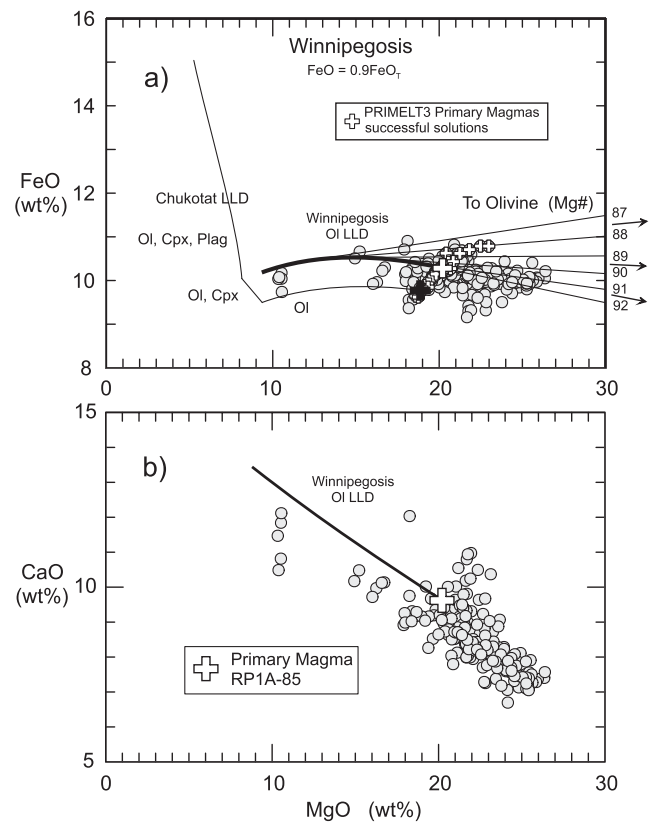 16
Winnipegosis
a)
FeO = 0.9FeO_T
14
PRIMELT3 Primary Magmas
successful solutions
FeO
(wt%)
12
Chukotat LLD
To Olivine (Mg#)
87
Winnipegosis
Ol LLD
88
Ol, Cpx, Plag
89
10
90
Ol, Cpx
91
Ol
92
8
0 10 20 30
15
b)
Winnipegosis
Ol LLD
CaO
(wt%)
10
Primary Magma
RP1A-85
5
0 10 20 30
MgO (wt%)